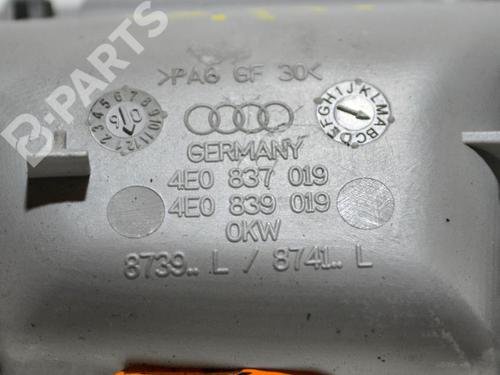 B-PARTS
>PA6 GF 30<
GERMANY
4E0 837 019
4E0 839 019
0KW
8739.. L / 8741.. L